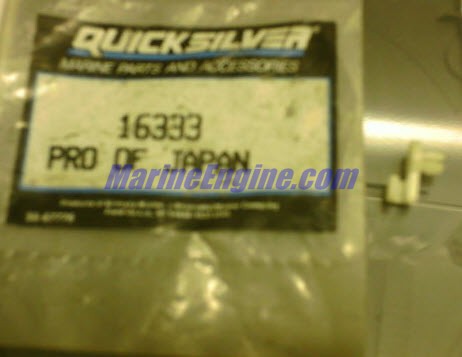 QUICKSILVER
MARINE PARTS AND ACCESSORIES
16333
PRO OF JAPAN
MarineEngine.com